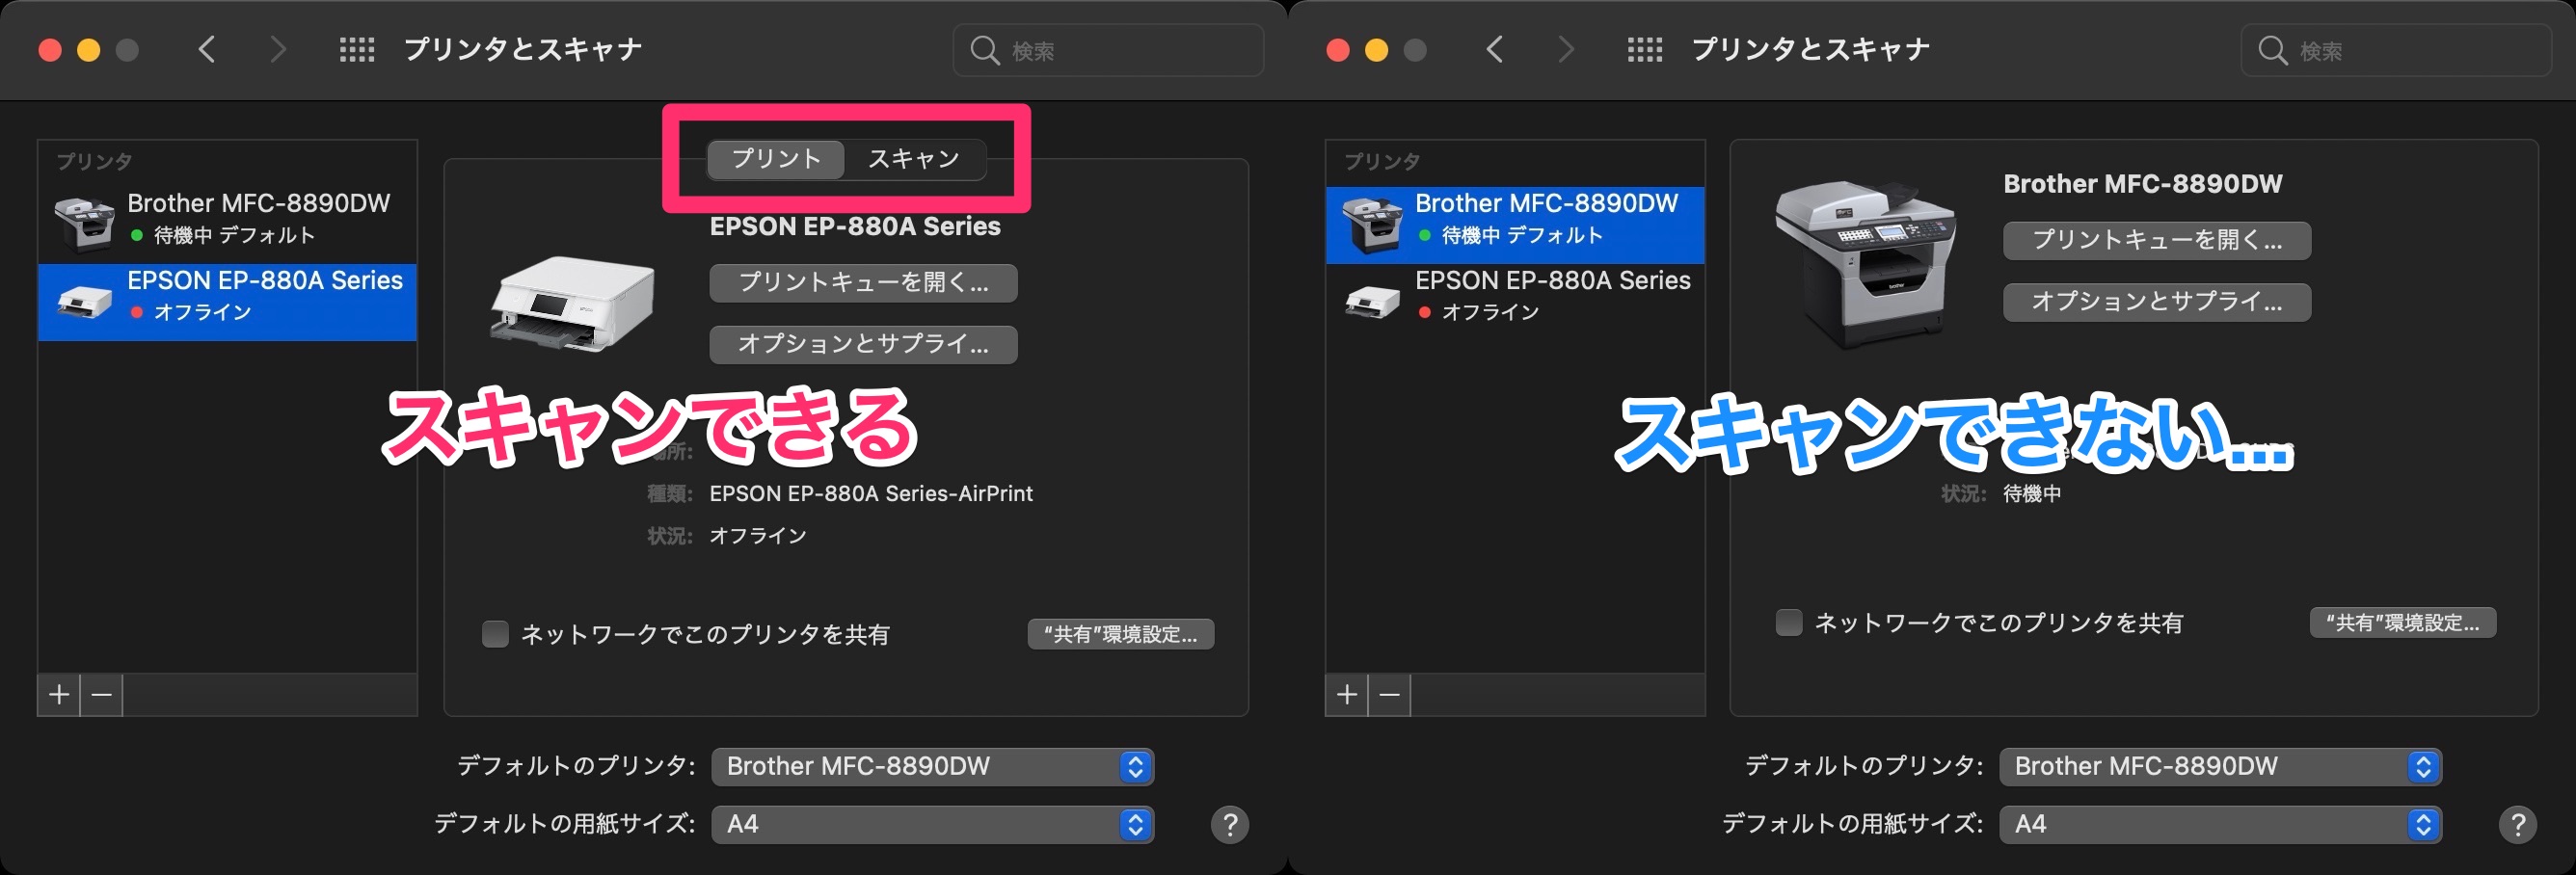 プリンタとスキャナ
検索
プリンタ
Brother MFC-8890DW
待機中 デフォルト
EPSON EP-880A Series
オフライン
プリント スキャン
EPSON EP-880A Series
プリントキューを開く...
オプションとサプライ...
スキャンできる
場所:
種類: EPSON EP-880A Series-AirPrint
状況: オフライン
ネットワークでこのプリンタを共有
“共有”環境設定...
+ −
デフォルトのプリンタ: Brother MFC-8890DW
デフォルトの用紙サイズ: A4
?
プリンタとスキャナ
検索
プリンタ
Brother MFC-8890DW
待機中 デフォルト
EPSON EP-880A Series
オフライン
Brother MFC-8890DW
プリントキューを開く...
オプションとサプライ...
スキャンできない...
状況: 待機中
ネットワークでこのプリンタを共有
“共有”環境設定...
+ −
デフォルトのプリンタ: Brother MFC-8890DW
デフォルトの用紙サイズ: A4
?